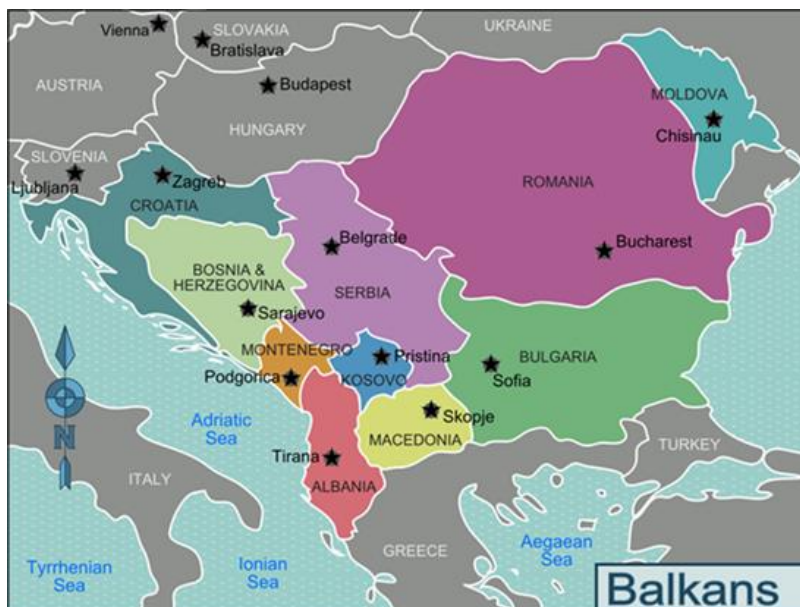 Vienna
SLOVAKIA
Bratislava
UKRAINE
AUSTRIA
Budapest
HUNGARY
MOLDOVA
Chisinau
SLOVENIA
Ljubljana
Zagreb
CROATIA
ROMANIA
Belgrade
Bucharest
BOSNIA &
HERZEGOVINA
SERBIA
Sarajevo
MONTENEGRO
Pristina
BULGARIA
Podgorica
KOSOVO
Sofia
Adriatic
Sea
Skopje
MACEDONIA
N
TURKEY
Tirana
ITALY
ALBANIA
GREECE
Aegaean
Sea
Tyrrhenian
Sea
Ionian
Sea
Balkans